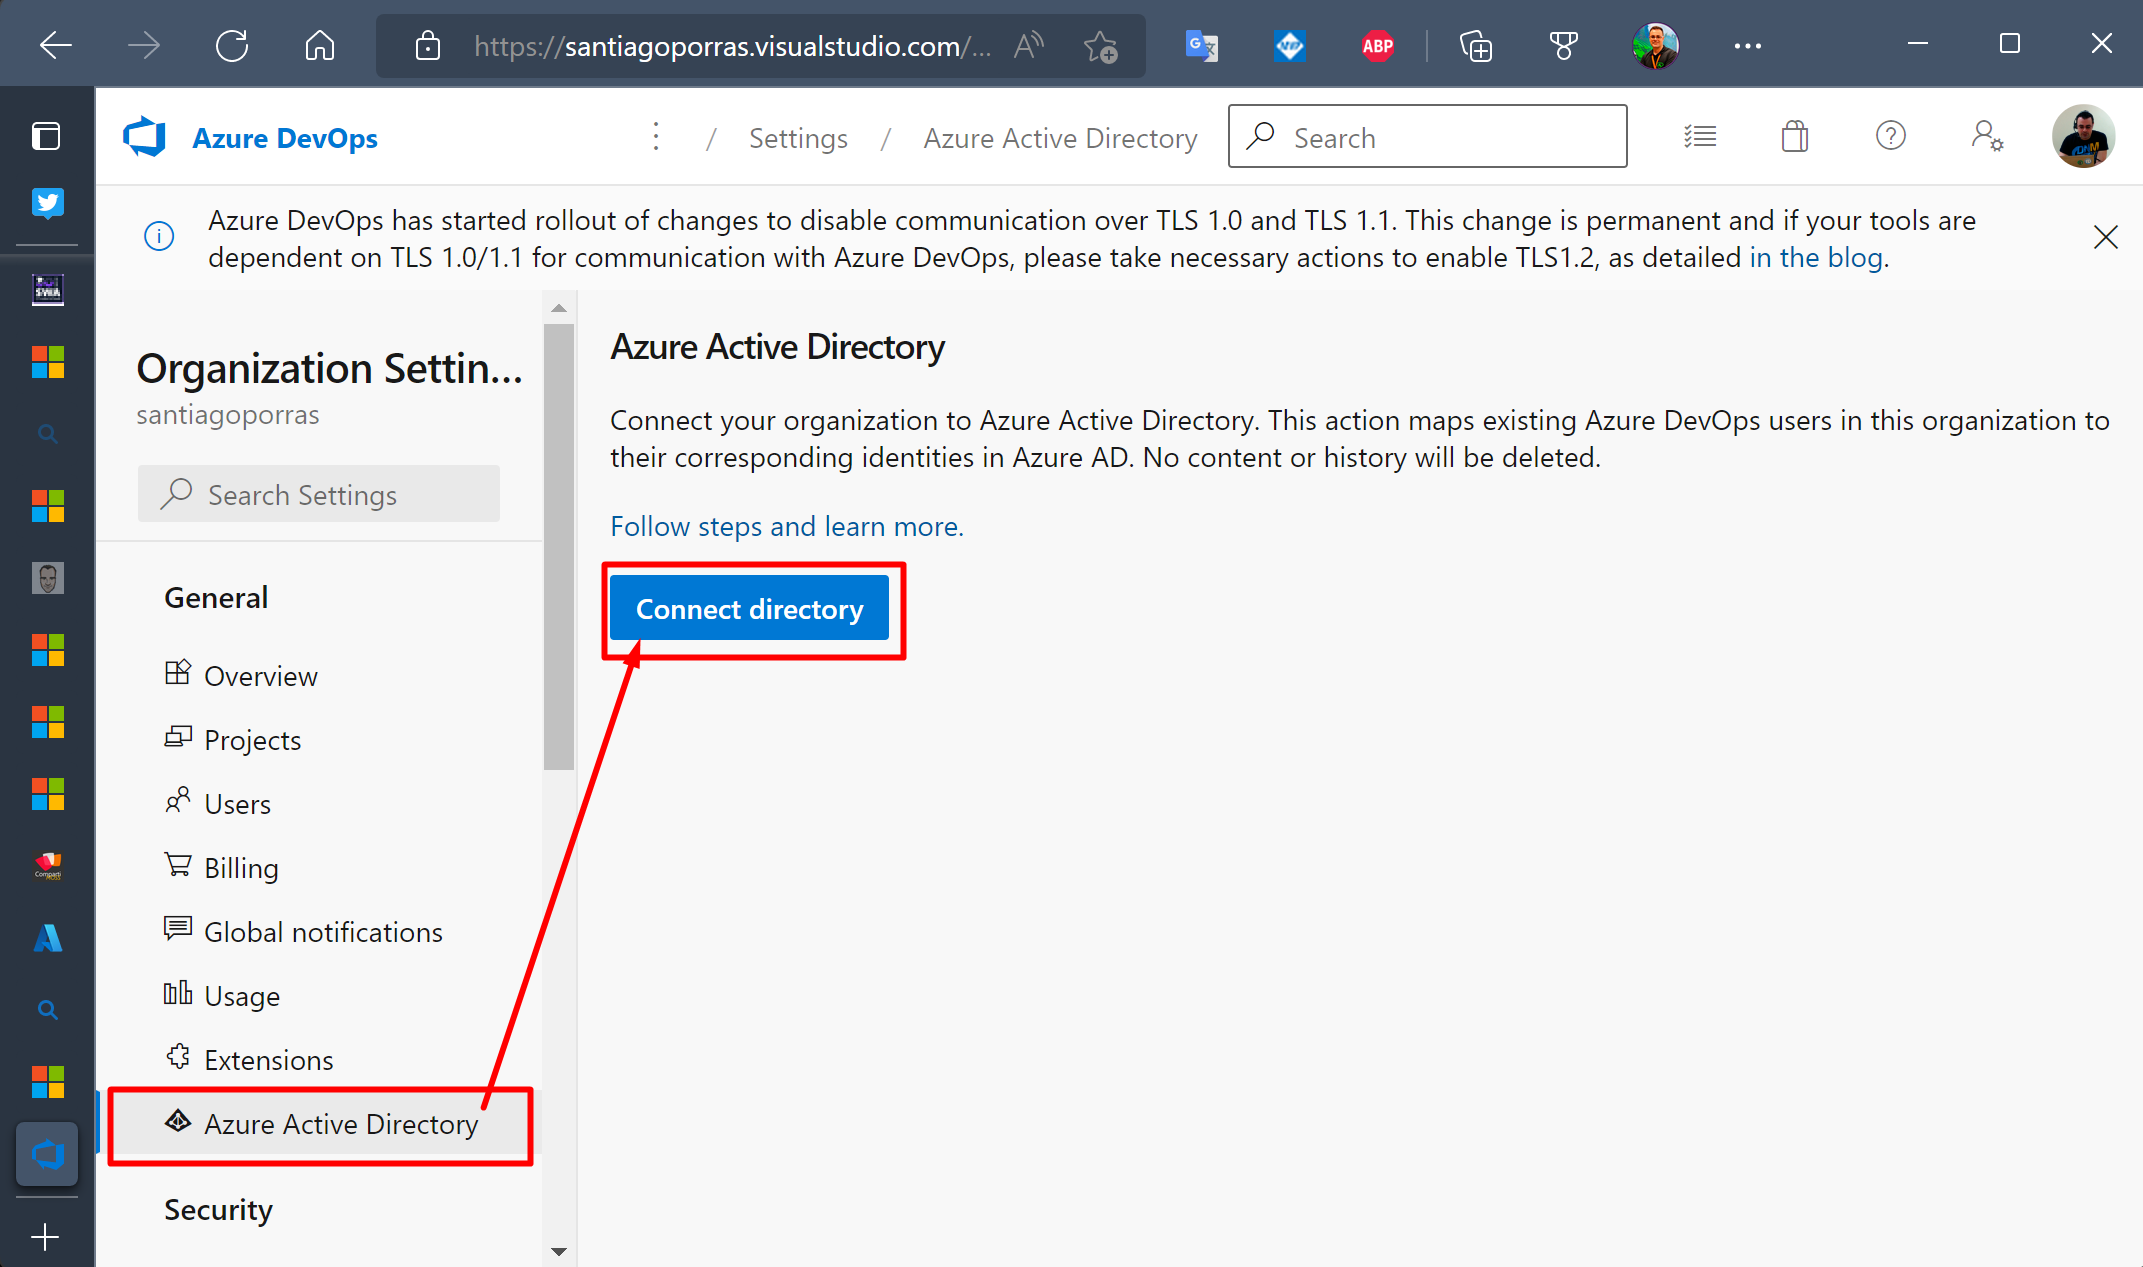 https://santiagoporras.visualstudio.com/...
ABP
Azure DevOps
/ Settings / Azure Active Directory
Search
Azure DevOps has started rollout of changes to disable communication over TLS 1.0 and TLS 1.1. This change is permanent and if your tools are
dependent on TLS 1.0/1.1 for communication with Azure DevOps, please take necessary actions to enable TLS1.2, as detailed in the blog.
Organization Settin...
santiagoporras
Search Settings
General
Overview
Projects
Users
Billing
Global notifications
Usage
Extensions
Azure Active Directory
Security
Azure Active Directory
Connect your organization to Azure Active Directory. This action maps existing Azure DevOps users in this organization to
their corresponding identities in Azure AD. No content or history will be deleted.
Follow steps and learn more.
Connect directory